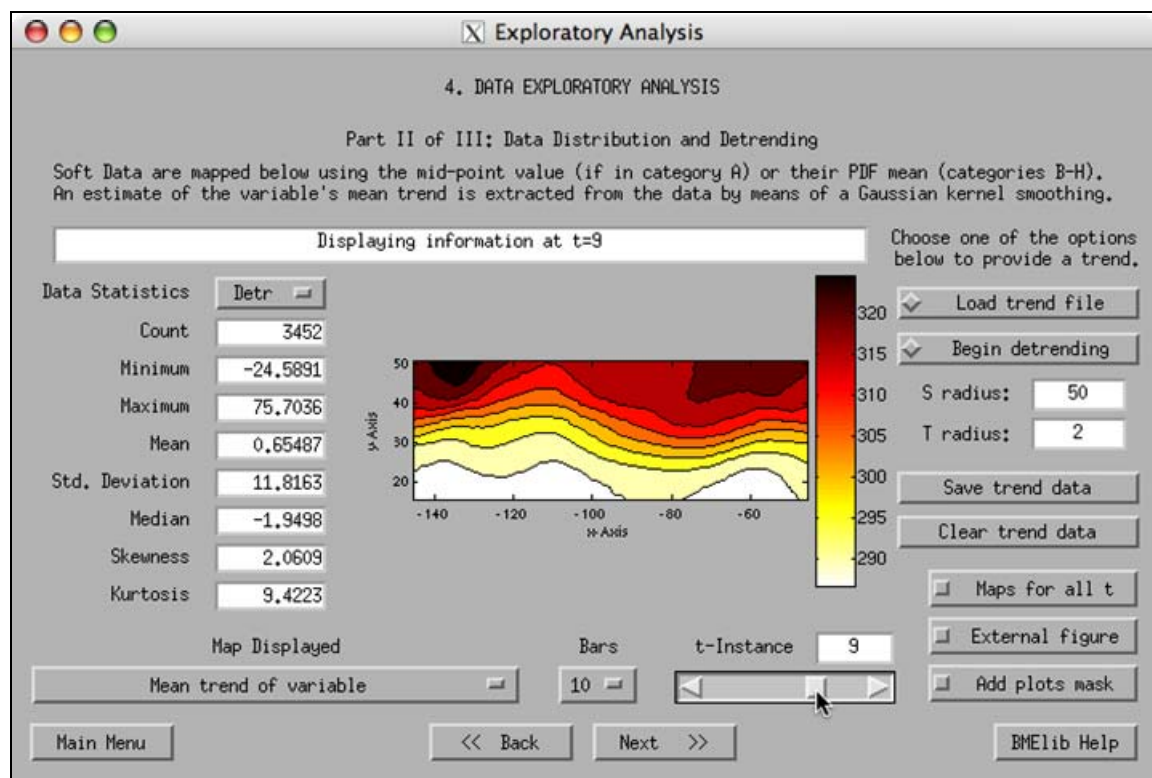 X Exploratory Analysis
4. DATA EXPLORATORY ANALYSIS
Part II of III: Data Distribution and Detrending
Soft Data are mapped below using the mid-point value (if in category A) or their PDF mean (categories B-H).
An estimate of the variable's mean trend is extracted from the data by means of a Gaussian kernel smoothing.
Displaying information at t=9
Choose one of the options
below to provide a trend.
Data Statistics Detr
Count 3452
Minimum -24.5891
Maximum 75.7036
Mean 0.65487
Std. Deviation 11.8163
Median -1.9498
Skewness 2.0609
Kurtosis 9.4223
y-Axis
50
40
30
20
-140 -120 -100 -80 -60
x-Axis
320
315
310
305
300
295
290
Load trend file
Begin detrending
S radius: 50
T radius: 2
Save trend data
Clear trend data
Maps for all t
External figure
Add plots mask
Map Displayed
Mean trend of variable
Bars
10
t-Instance 9
Main Menu
<< Back
Next >>
BMElib Help